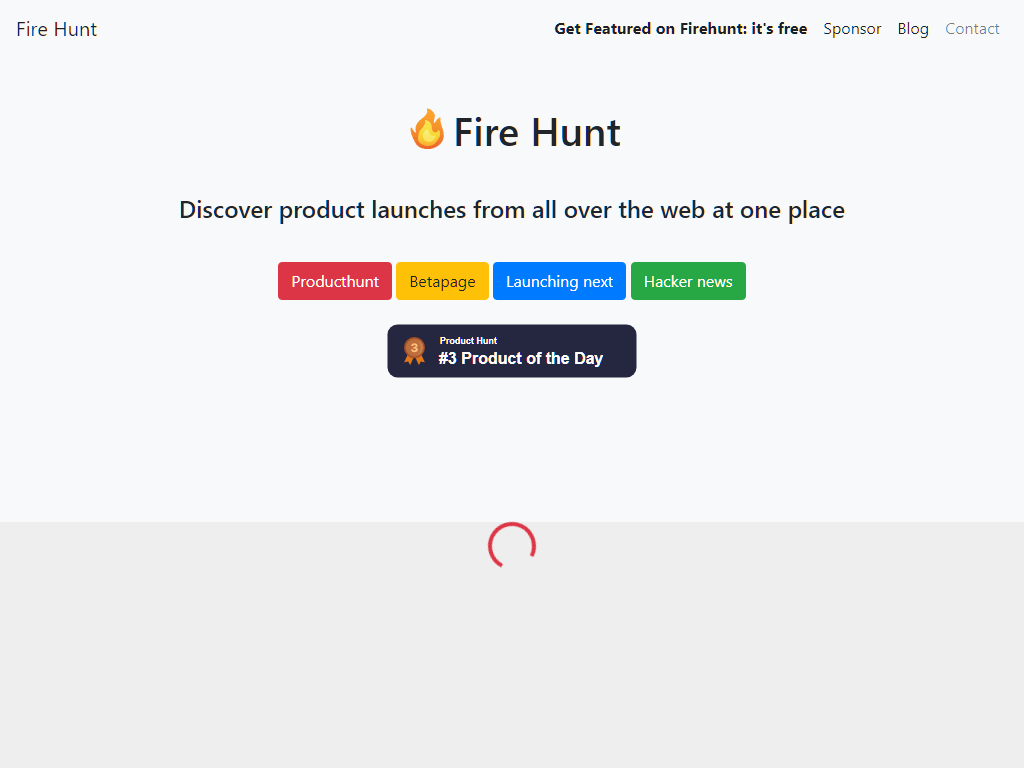 Fire Hunt
Get Featured on Firehunt: it's free Sponsor Blog Contact
Fire Hunt
Discover product launches from all over the web at one place
Producthunt Betapage Launching next Hacker news
3
Product Hunt
#3 Product of the Day